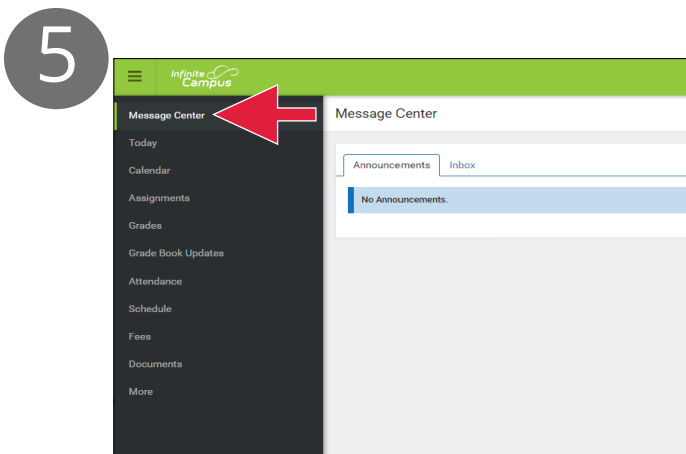 5
Infinite
Campus
Message Center
Today
Calendar
Assignments
Grades
Grade Book Updates
Attendance
Schedule
Fees
Documents
More
Message Center
Announcements
Inbox
No Announcements.